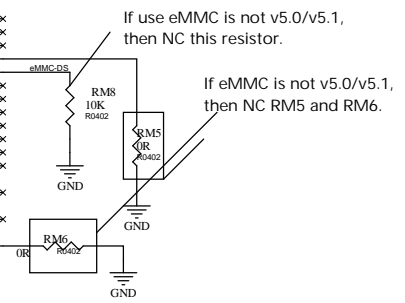 If use eMMC is not v5.0/v5.1,
then NC this resistor.
eMMC-DS
RM8
10K
R0402
If eMMC is not v5.0/v5.1,
then NC RM5 and RM6.
RM5
0R
R0402
GND
GND
RM6
0R
R0402
GND